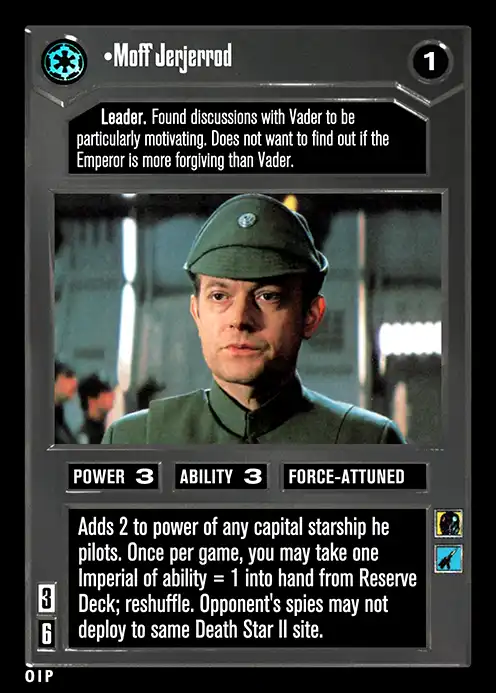 •Moff Jerjerrod
1
Leader. Found discussions with Vader to be
particularly motivating. Does not want to find out if the
Emperor is more forgiving than Vader.
POWER 3 ABILITY 3 FORCE-ATTUNED
Adds 2 to power of any capital starship he
pilots. Once per game, you may take one
Imperial of ability = 1 into hand from Reserve
Deck; reshuffle. Opponent's spies may not
deploy to same Death Star II site.
3
6
OIP